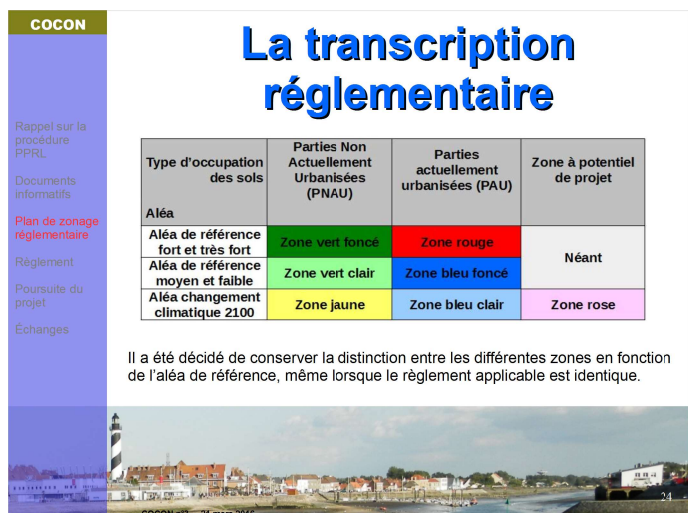 COCON
La transcription
réglementaire
Rappel sur la
procédure
PPRL
Documents
informatifs
Plan de zonage
réglementaire
Règlement
Poursuite du
projet
Échanges
Type d'occupation
des sols
Aléa
Parties Non
Actuellement
Urbanisées
(PNAU)
Parties
actuellement
urbanisées (PAU)
Zone à potentiel
de projet
Aléa de référence
fort et très fort
Zone vert foncé
Zone rouge
Néant
Aléa de référence
moyen et faible
Zone vert clair
Zone bleu foncé
Aléa changement
climatique 2100
Zone jaune
Zone bleu clair
Zone rose
Il a été décidé de conserver la distinction entre les différentes zones en fonction
de l'aléa de référence, même lorsque le règlement applicable est identique.
24